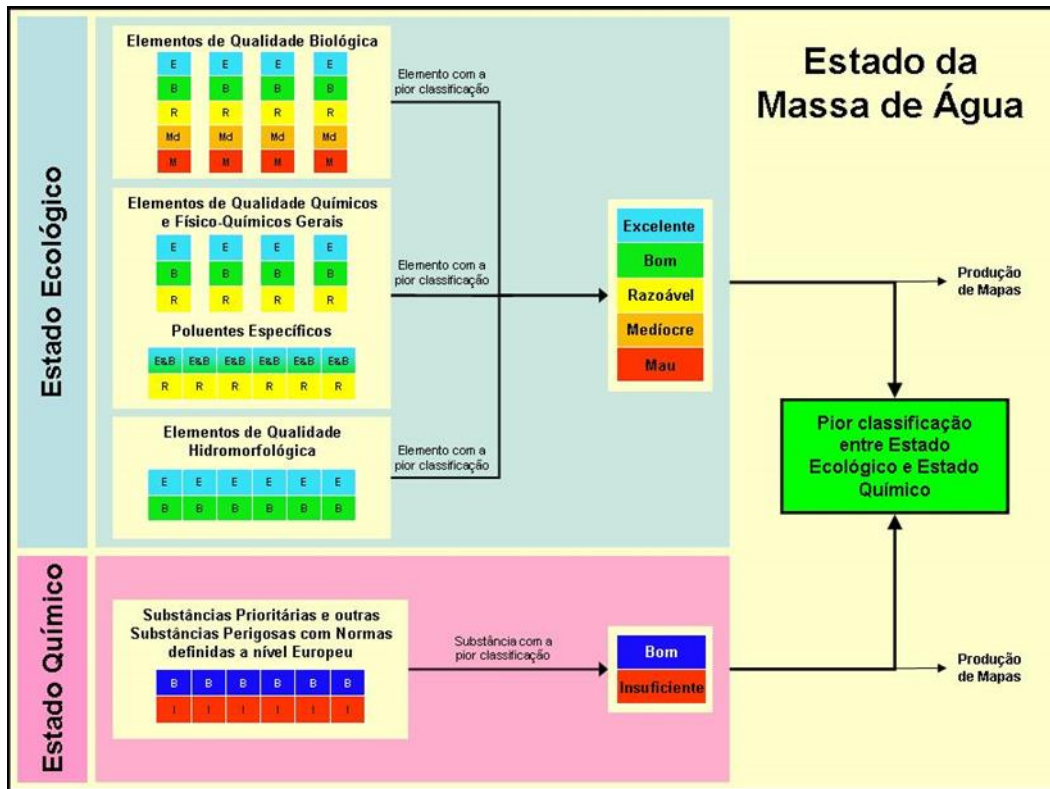 Estado da
Massa de Água
Estado Ecológico
Elementos de Qualidade Biológica
E E E E
B B B B
R R R R
Md Md Md Md
M M M M
Elemento com a
pior classificação
Elementos de Qualidade Químicos
e Físico-Químicos Gerais
E E E E
B B B B
R R R R
Elemento com a
pior classificação
Poluentes Específicos
E&B E&B E&B E&B E&B E&B
R R R R R R
Elementos de Qualidade
Hidromorfológica
E E E E E E
B B B B B B
Elemento com a
pior classificação
Excelente
Bom
Razoável
Medíocre
Mau
Produção
de Mapas
Pior classificação
entre Estado
Ecológico e Estado
Químico
Estado Químico
Substâncias Prioritárias e outras
Substâncias Perigosas com Normas
definidas a nível Europeu
B B B B B B
I I I I I I
Substância com a
pior classificação
Bom
Insuficiente
Produção
de Mapas